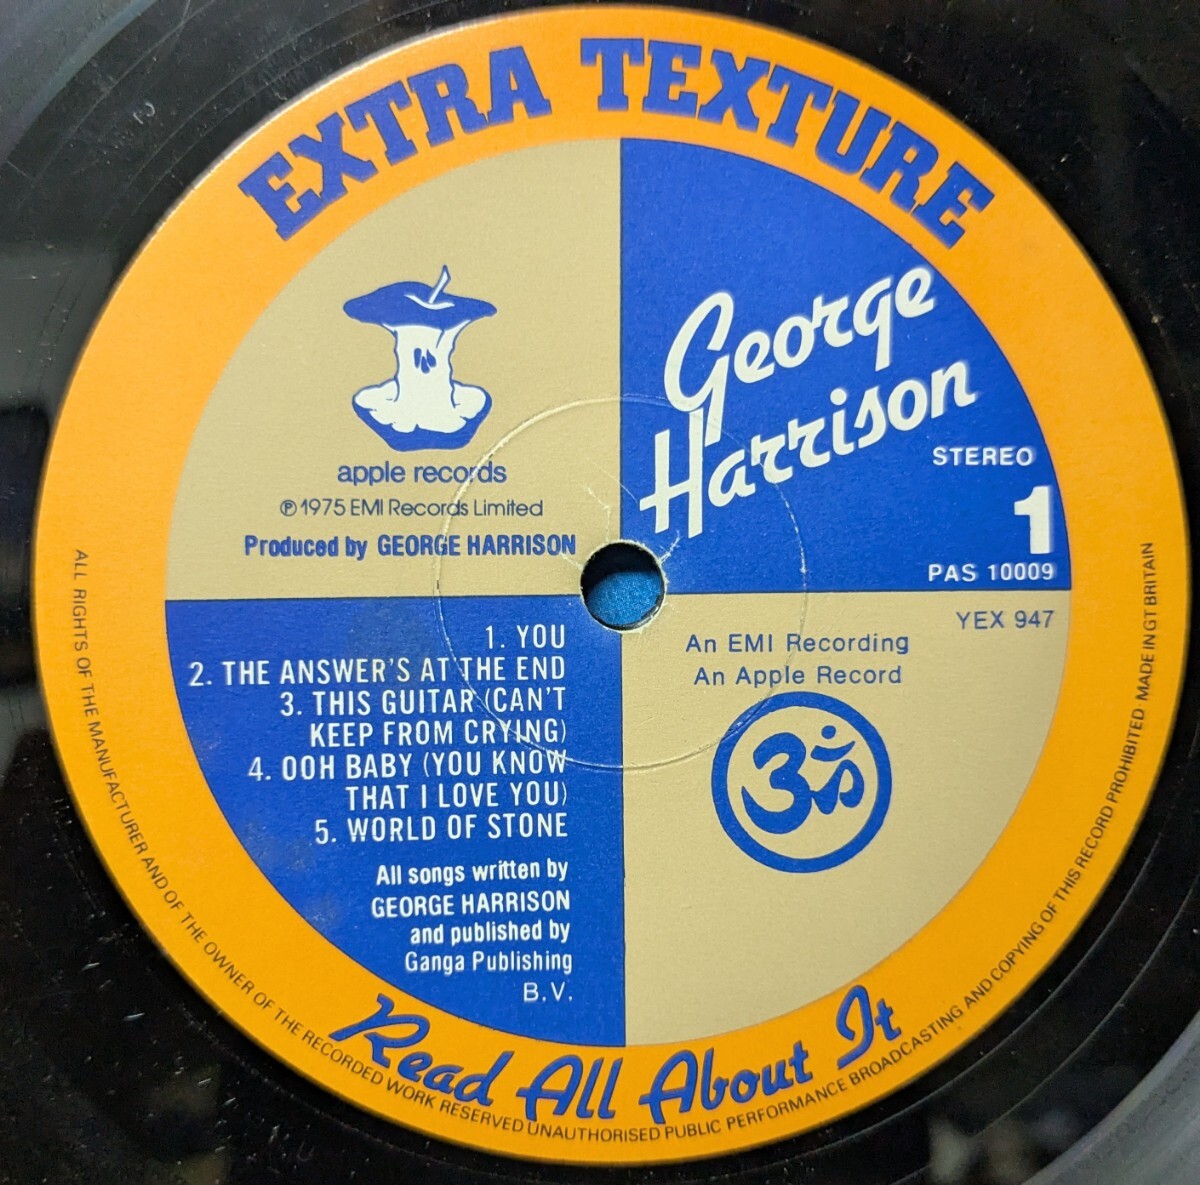 EXTRA TEXTURE
George
Harrison
STEREO
1
PAS 10009
apple records
℗ 1975 EMI Records Limited
Produced by GEORGE HARRISON
1. YOU
2. THE ANSWER'S AT THE END
3. THIS GUITAR (CAN'T
KEEP FROM CRYING)
4. OOH BABY (YOU KNOW
THAT I LOVE YOU)
5. WORLD OF STONE
All songs written by
GEORGE HARRISON
and published by
Ganga Publishing
B.V.
YEX 947
An EMI Recording
An Apple Record
ॐ
Read All About It
ALL RIGHTS OF THE MANUFACTURER AND OF THE OWNER OF THE RECORDED WORK RESERVED UNAUTHORISED PUBLIC PERFORMANCE BROADCASTING AND COPYING OF THIS RECORD PROHIBITED · MADE IN GT BRITAIN